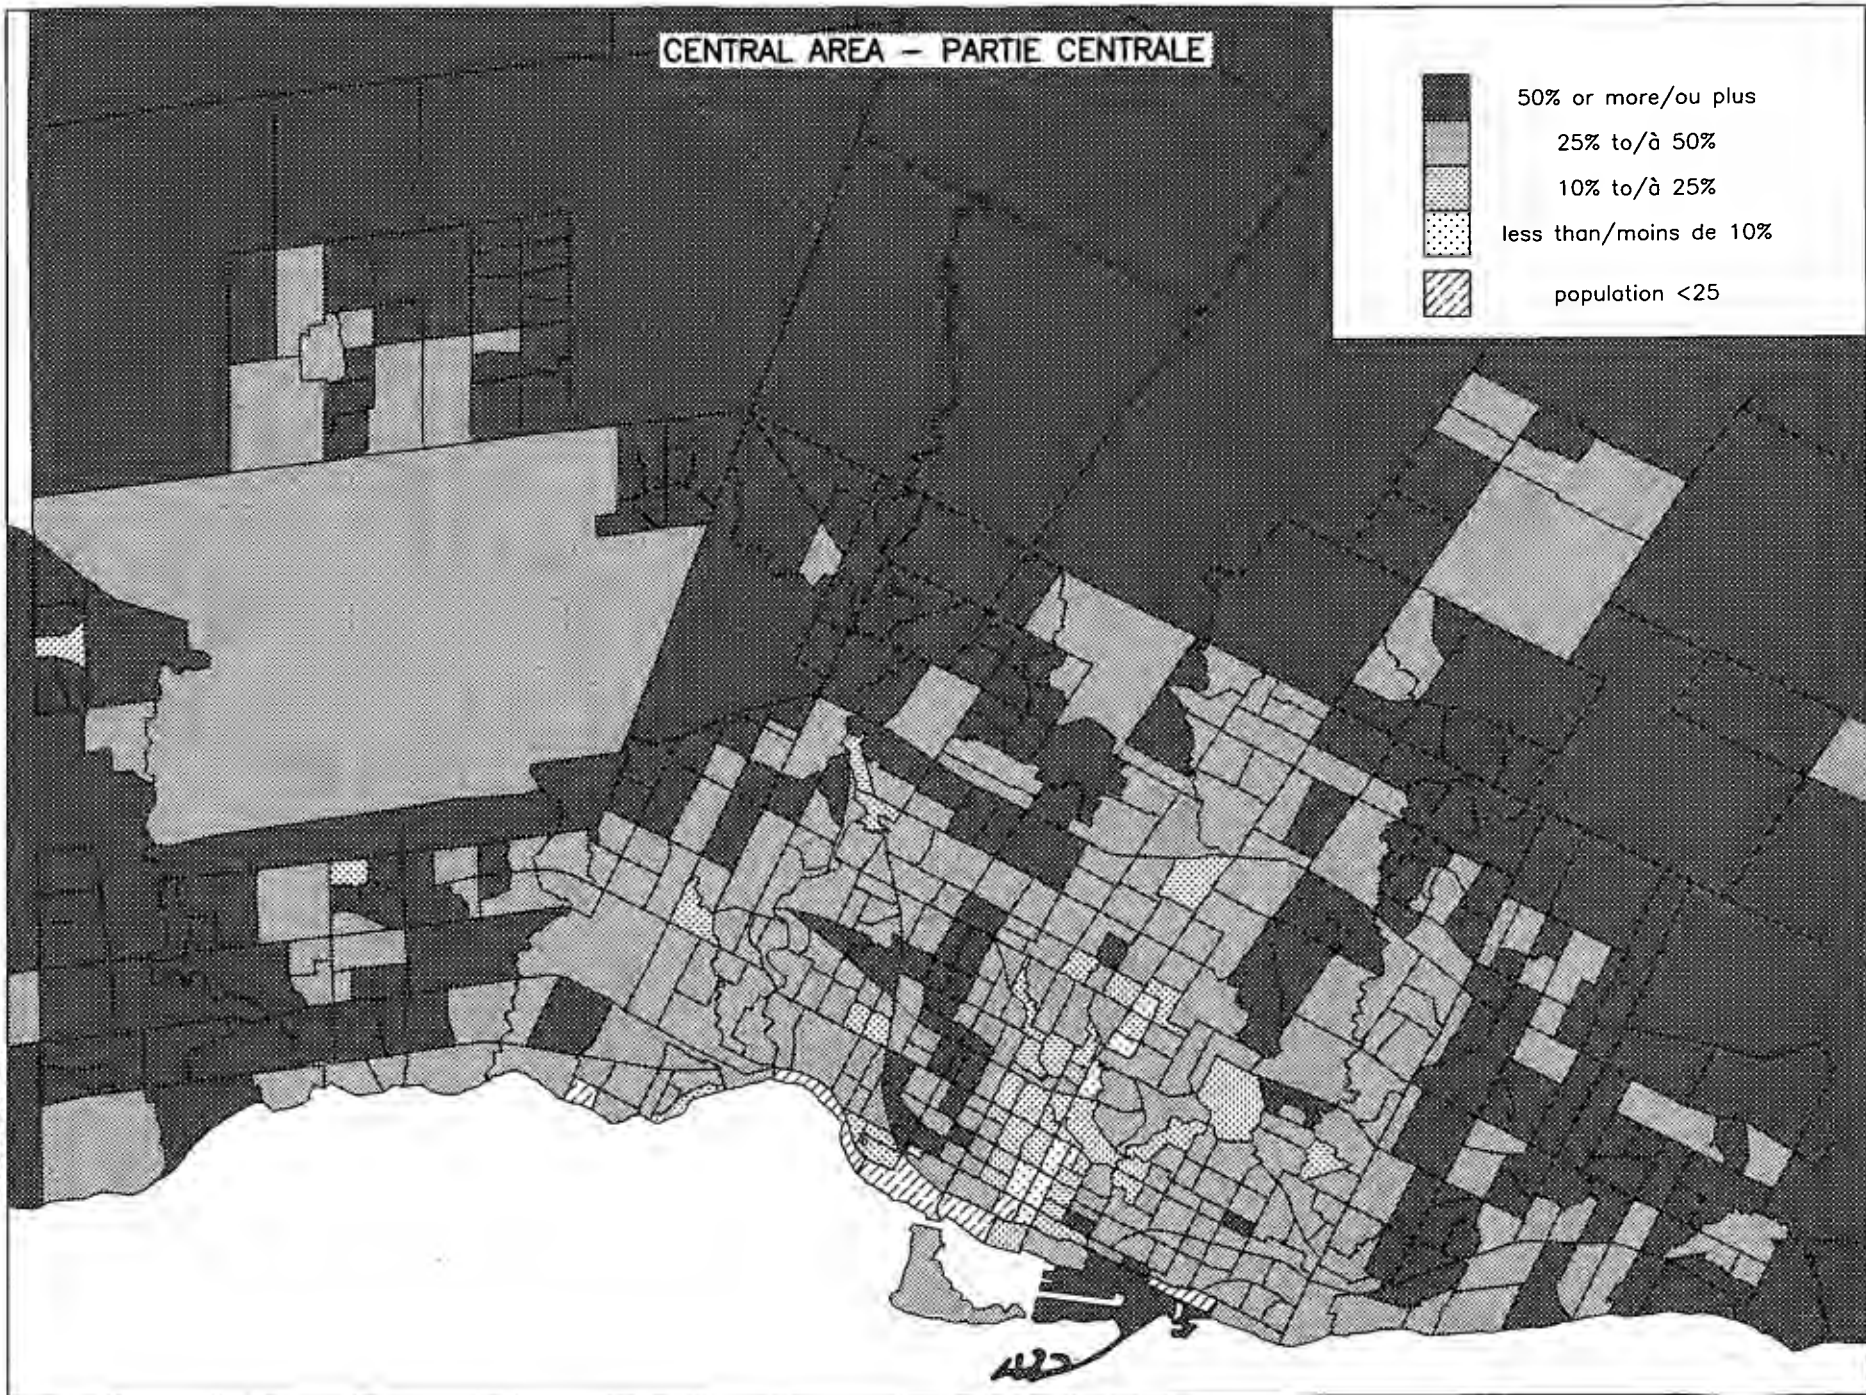 CENTRAL AREA – PARTIE CENTRALE
50% or more/ou plus
25% to/à 50%
10% to/à 25%
less than/moins de 10%
population <25